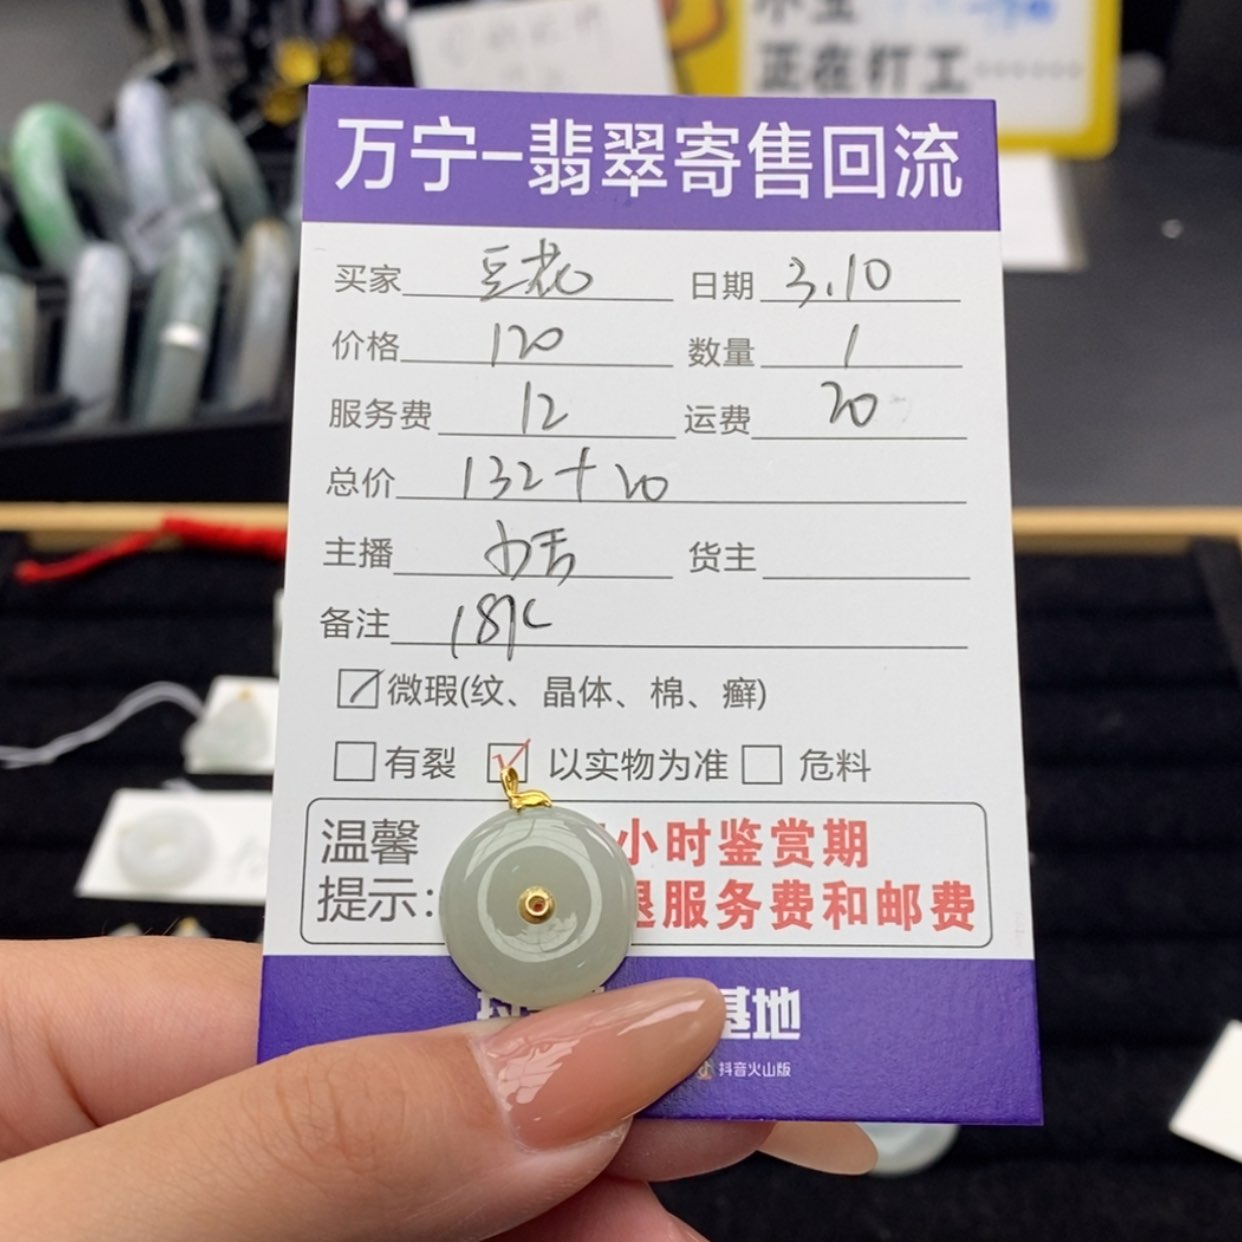 正在打工······
万宁-翡翠寄售回流
买家 豆花 日期 3.10
价格 120 数量 1
服务费 12 运费 20
总价 132+20
主播 货主
备注 18K
微瑕(纹、晶体、棉、癣)
有裂 以实物为准 危料
温馨 小时鉴赏期
提示: 退服务费和邮费
基地
抖音火山版